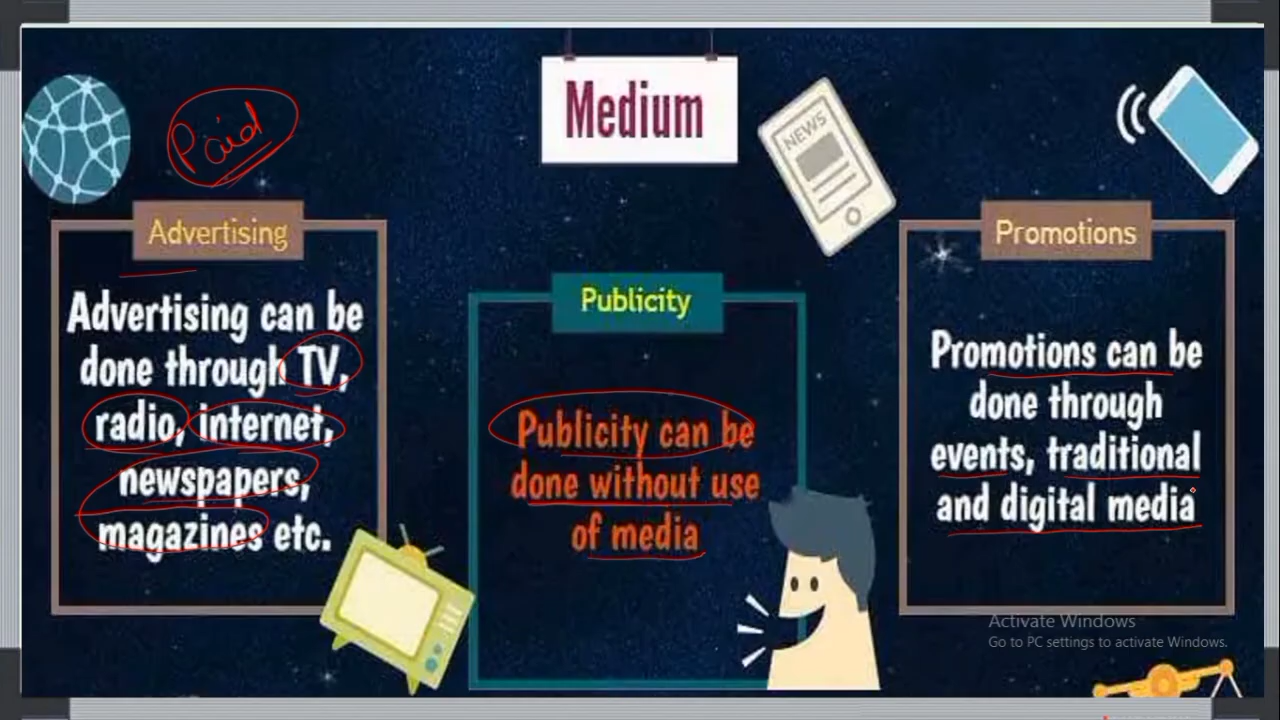 Medium
NEWS
Paid
Advertising
Advertising can be
done through TV,
radio, internet,
newspapers,
magazines etc.
Publicity
Publicity can be
done without use
of media
Promotions
Promotions can be
done through
events, traditional
and digital media
Activate Windows
Go to PC settings to activate Windows.